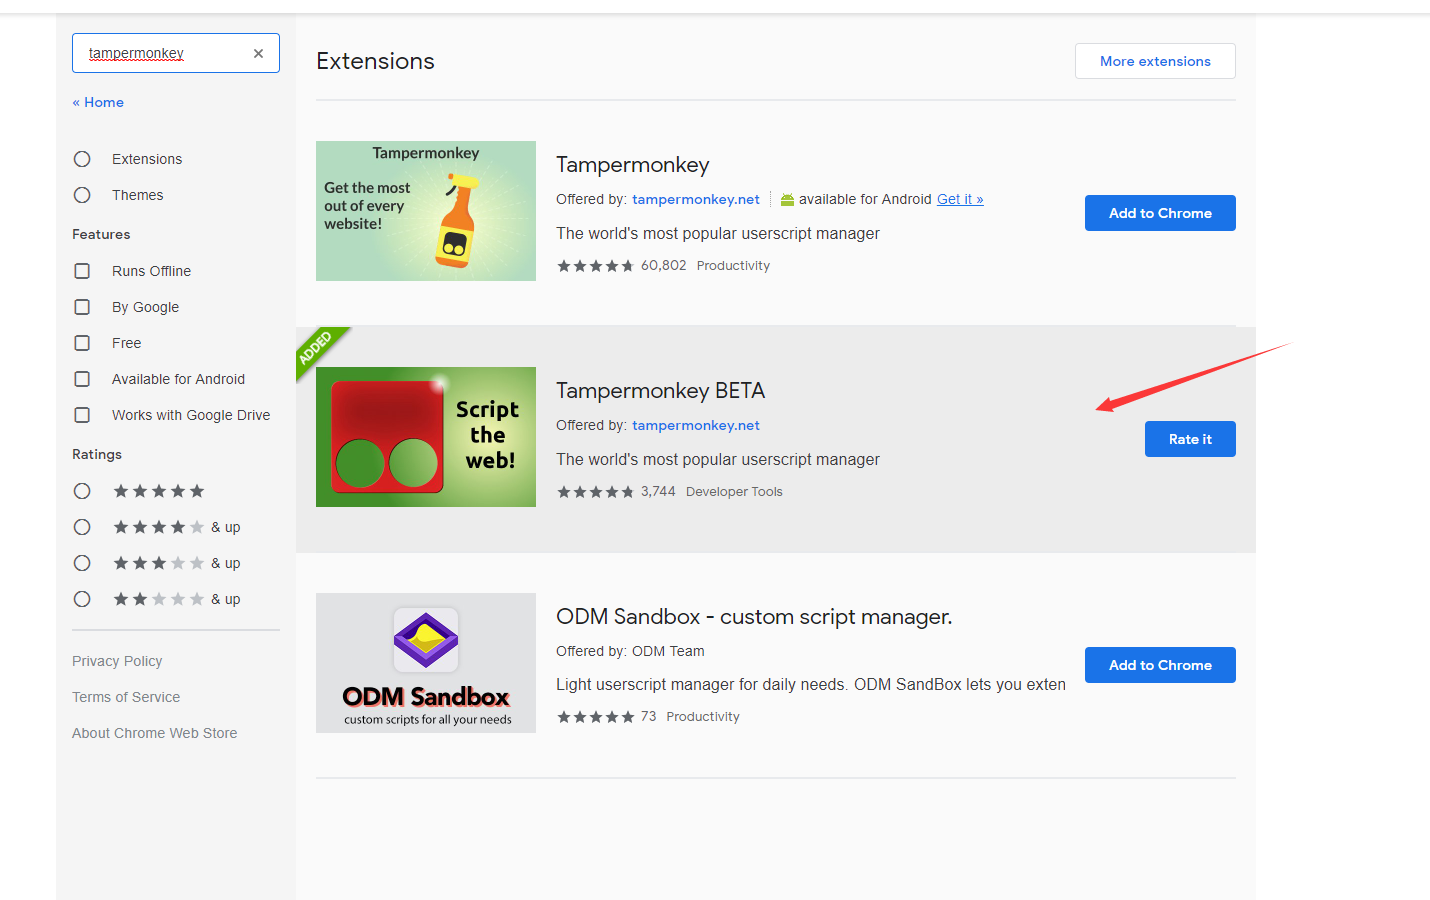 tampermonkey
« Home
Extensions
Themes
Features
Runs Offline
By Google
Free
Available for Android
Works with Google Drive
Ratings
& up
& up
& up
Privacy Policy
Terms of Service
About Chrome Web Store
Extensions
More extensions
Tampermonkey
Get the most
out of every
website!
Tampermonkey
Offered by: tampermonkey.net
available for Android Get it »
The world's most popular userscript manager
60,802 Productivity
Add to Chrome
ADDED
Script
the
web!
Tampermonkey BETA
Offered by: tampermonkey.net
The world's most popular userscript manager
3,744 Developer Tools
Rate it
ODM Sandbox
custom scripts for all your needs
ODM Sandbox - custom script manager.
Offered by: ODM Team
Light userscript manager for daily needs. ODM SandBox lets you exten
73 Productivity
Add to Chrome